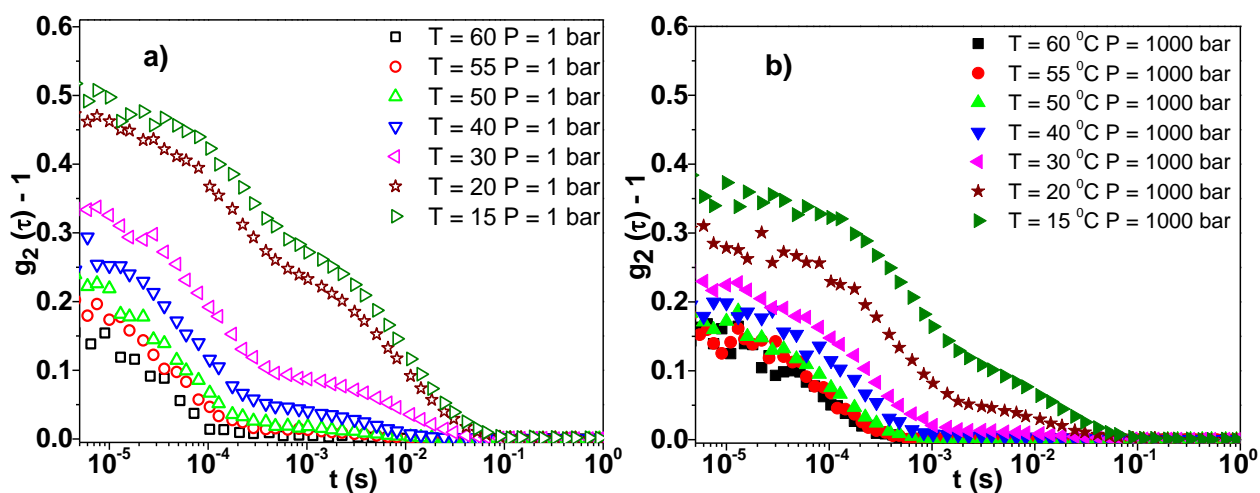 a)
0.6
0.5
0.4
0.3
0.2
0.1
0.0
g2 (τ) - 1
T = 60 P = 1 bar
T = 55 P = 1 bar
T = 50 P = 1 bar
T = 40 P = 1 bar
T = 30 P = 1 bar
T = 20 P = 1 bar
T = 15 P = 1 bar
10-5 10-4 10-3 10-2 10-1 100
t (s)
b)
0.6
0.5
0.4
0.3
0.2
0.1
0.0
g2 (τ) - 1
T = 60 0C P = 1000 bar
T = 55 0C P = 1000 bar
T = 50 0C P = 1000 bar
T = 40 0C P = 1000 bar
T = 30 0C P = 1000 bar
T = 20 0C P = 1000 bar
T = 15 0C P = 1000 bar
10-5 10-4 10-3 10-2 10-1 100
t (s)